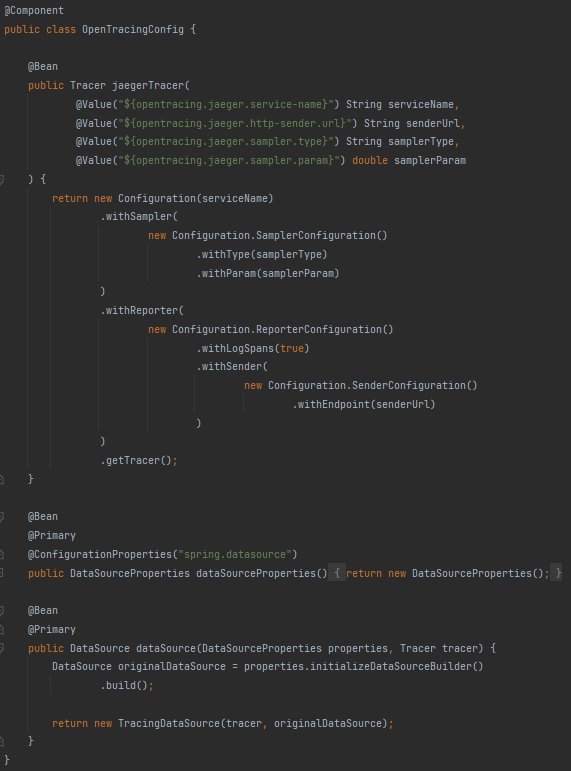 @Component
public class OpenTracingConfig {
@Bean
public Tracer jaegerTracer(
@Value("${opentracing.jaeger.service-name}") String serviceName,
@Value("${opentracing.jaeger.http-sender.url}") String senderUrl,
@Value("${opentracing.jaeger.sampler.type}") String samplerType,
@Value("${opentracing.jaeger.sampler.param}") double samplerParam
) {
return new Configuration(serviceName)
.withSampler(
new Configuration.SamplerConfiguration()
.withType(samplerType)
.withParam(samplerParam)
)
.withReporter(
new Configuration.ReporterConfiguration()
.withLogSpans(true)
.withSender(
new Configuration.SenderConfiguration()
.withEndpoint(senderUrl)
)
)
.getTracer();
}
@Bean
@Primary
@ConfigurationProperties("spring.datasource")
public DataSourceProperties dataSourceProperties() { return new DataSourceProperties(); }
@Bean
@Primary
public DataSource dataSource(DataSourceProperties properties, Tracer tracer) {
DataSource originalDataSource = properties.initializeDataSourceBuilder()
.build();
return new TracingDataSource(tracer, originalDataSource);
}
}